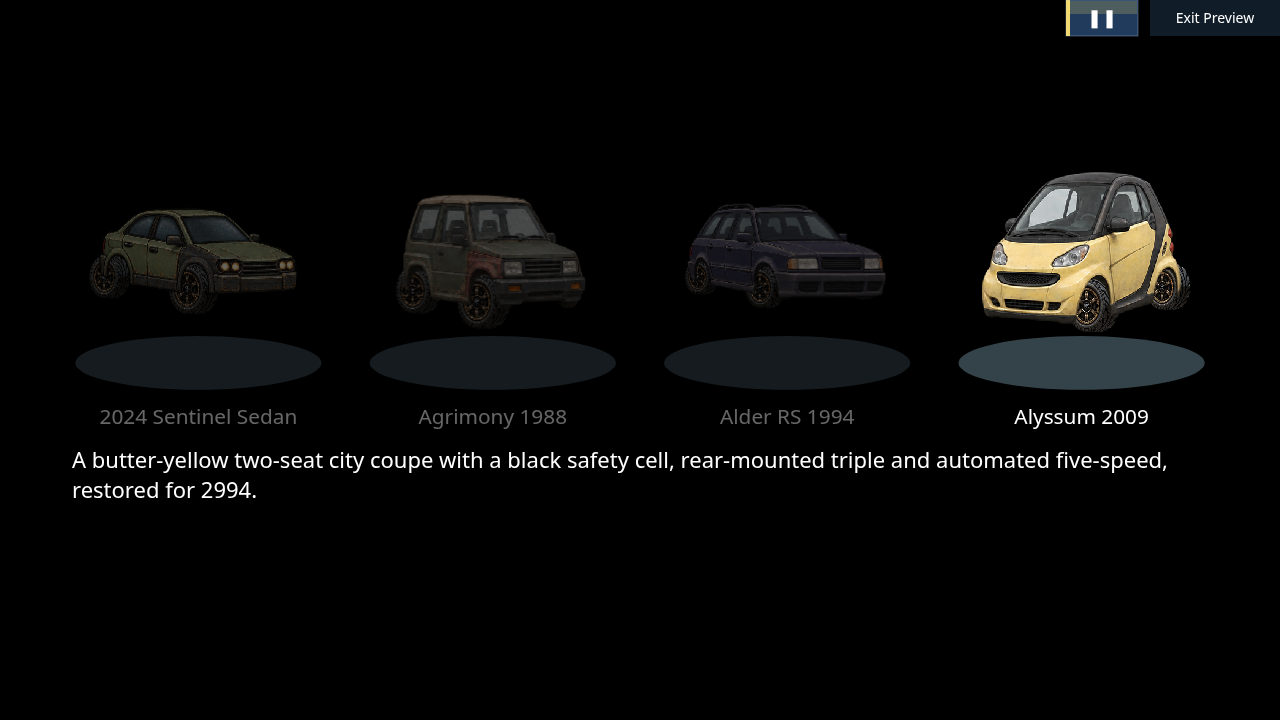 Exit Preview
2024 Sentinel Sedan
Agrimony 1988
Alder RS 1994
Alyssum 2009
A butter-yellow two-seat city coupe with a black safety cell, rear-mounted triple and automated five-speed,
restored for 2994.